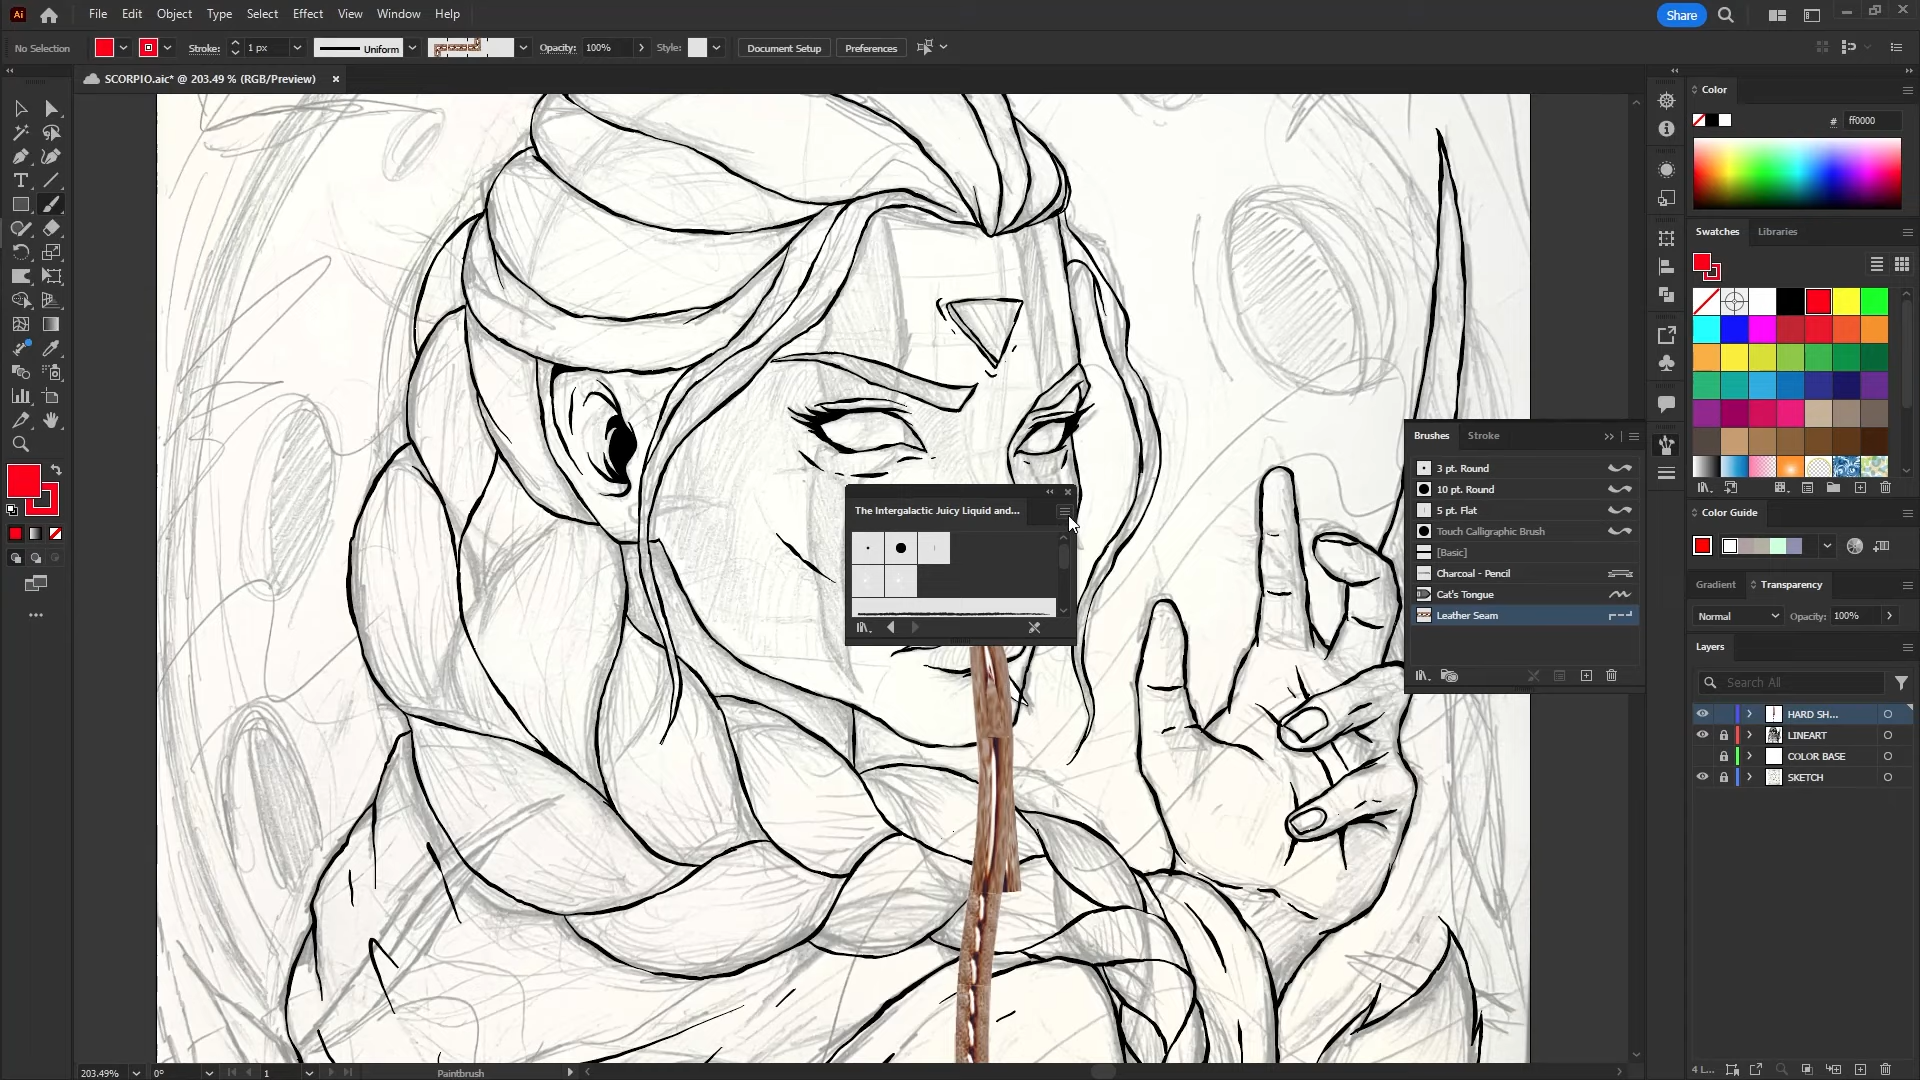 Ai
File Edit Object Type Select Effect View Window Help
Share
No Selection
Stroke:
1 px
Uniform
Opacity:
100%
Style:
Document Setup
Preferences
SCORPIO.aic* @ 203.49 % (RGB/Preview)
Color
# ff0000
Swatches Libraries
The Intergalactic Juicy Liquid and...
Brushes Stroke
3 pt. Round
10 pt. Round
5 pt. Flat
Touch Calligraphic Brush
[Basic]
Charcoal - Pencil
Cat's Tongue
Leather Seam
Color Guide
Gradient Transparency
Normal
Opacity: 100%
Layers
Search All
HARD SH...
LINEART
COLOR BASE
SKETCH
203.49%
0°
1
Paintbrush
4 L...